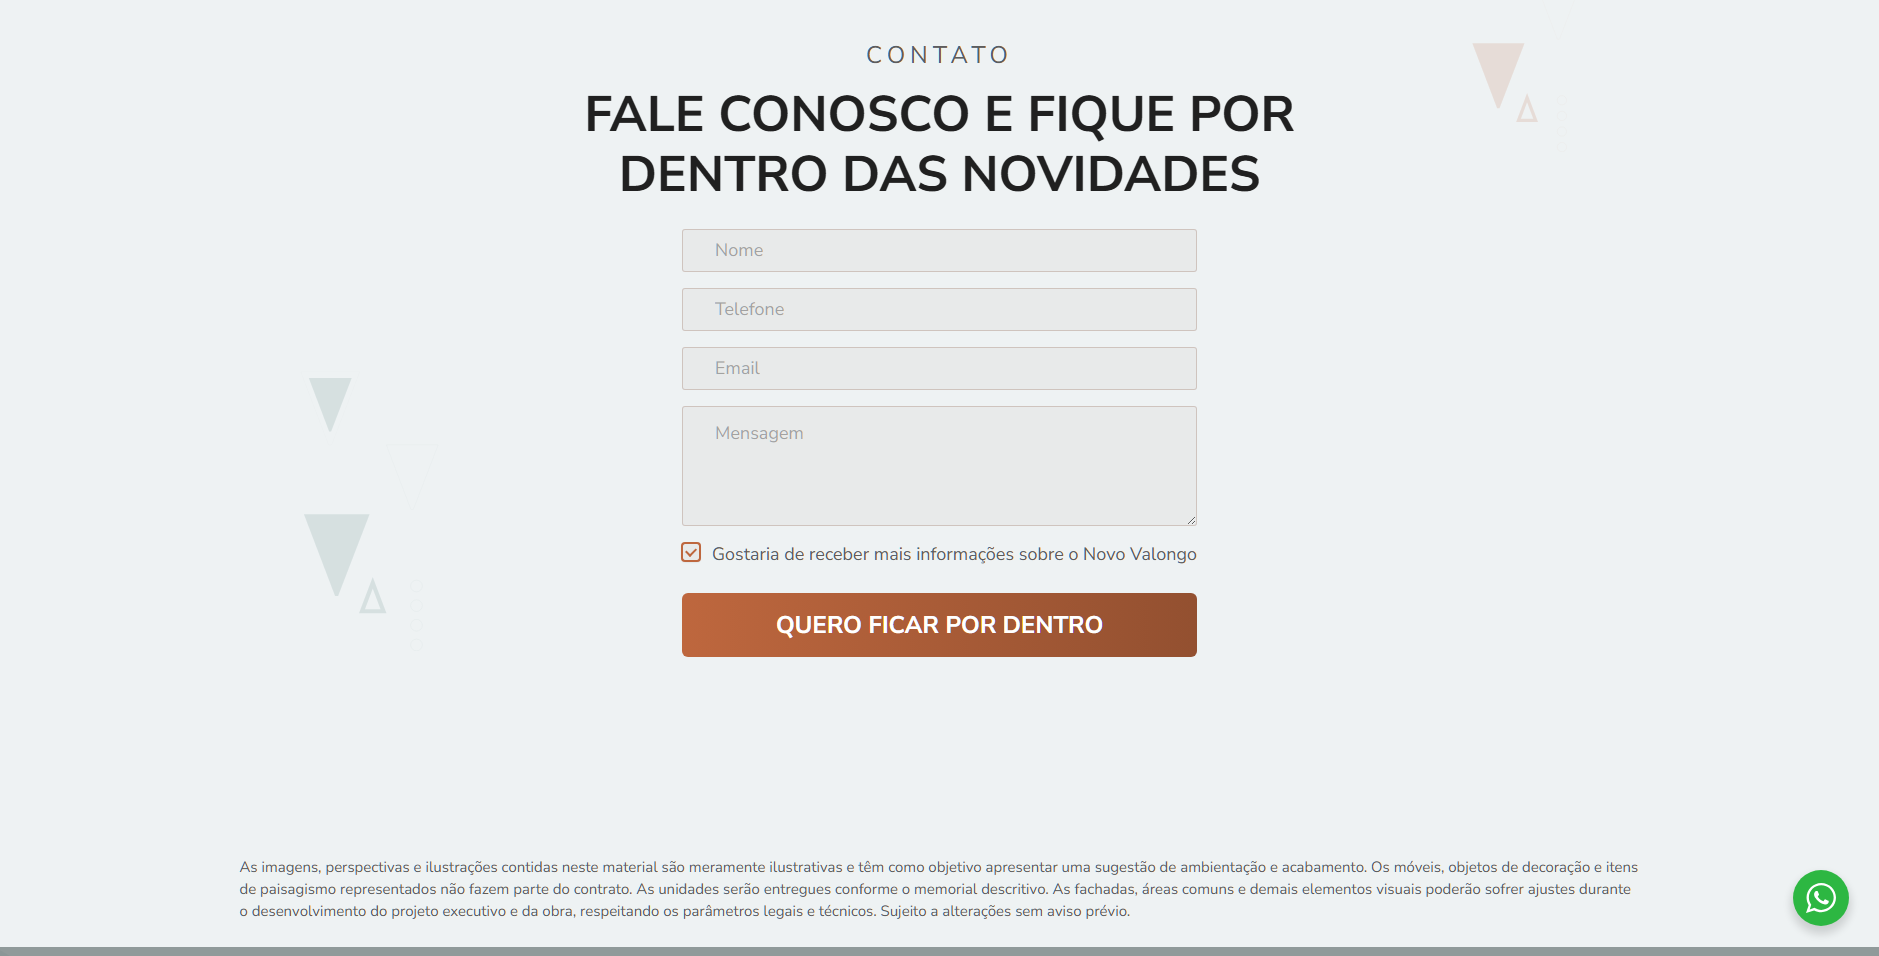 CONTATO
FALE CONOSCO E FIQUE POR
DENTRO DAS NOVIDADES
Nome
Telefone
Email
Mensagem
Gostaria de receber mais informações sobre o Novo Valongo
QUERO FICAR POR DENTRO
As imagens, perspectivas e ilustrações contidas neste material são meramente ilustrativas e têm como objetivo apresentar uma sugestão de ambientação e acabamento. Os móveis, objetos de decoração e itens
de paisagismo representados não fazem parte do contrato. As unidades serão entregues conforme o memorial descritivo. As fachadas, áreas comuns e demais elementos visuais poderão sofrer ajustes durante
o desenvolvimento do projeto executivo e da obra, respeitando os parâmetros legais e técnicos. Sujeito a alterações sem aviso prévio.